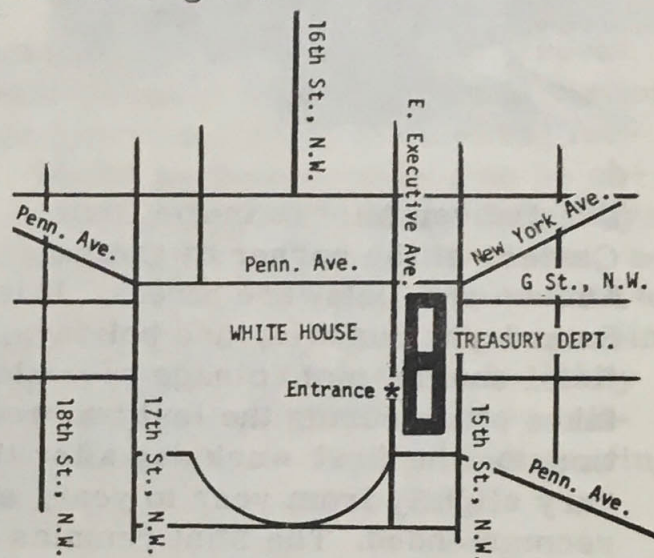 16th St., N.W.
E. Executive Ave.
Penn. Ave.
Penn. Ave.
New York Ave.
G St., N.W.
WHITE HOUSE
TREASURY DEPT.
Entrance *
18th St., N.W.
17th St., N.W.
15th St., N.W.
Penn. Ave.